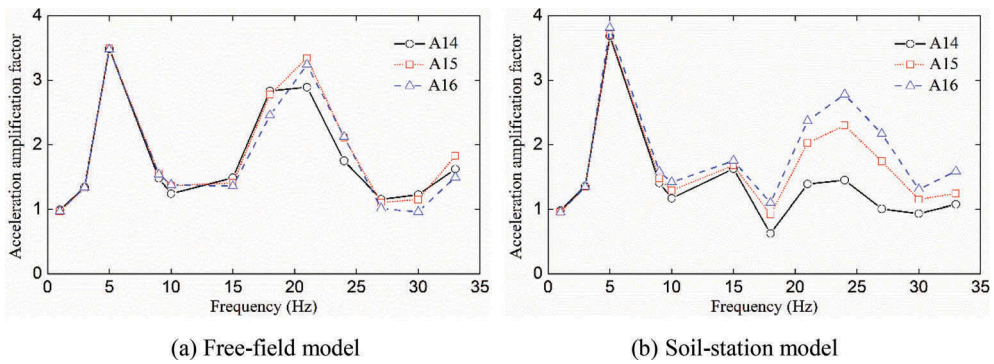 Acceleration amplification factor
4
3
2
1
0
A14
A15
A16
0 5 10 15 20 25 30 35
Frequency (Hz)
(a) Free-field model
Acceleration amplification factor
4
3
2
1
0
A14
A15
A16
0 5 10 15 20 25 30 35
Frequency (Hz)
(b) Soil-station model